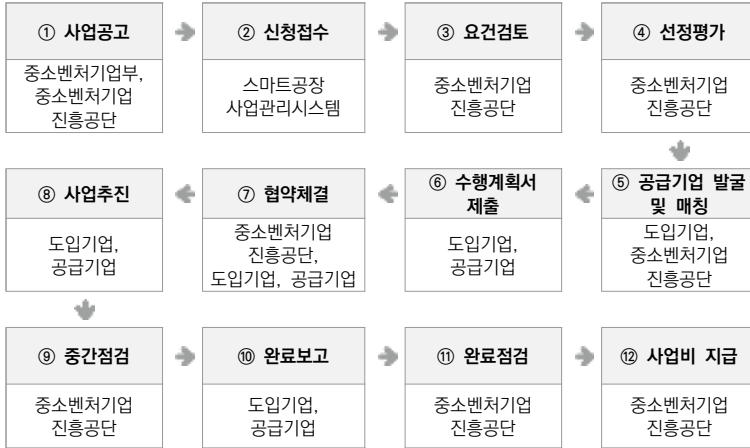 ① 사업공고
중소벤처기업부,
중소벤처기업
진흥공단
② 신청접수
스마트공장
사업관리시스템
③ 요건검토
중소벤처기업
진흥공단
④ 선정평가
중소벤처기업
진흥공단
⑤ 공급기업 발굴
및 매칭
도입기업,
중소벤처기업
진흥공단
⑥ 수행계획서
제출
도입기업,
공급기업
⑦ 협약체결
중소벤처기업
진흥공단,
도입기업, 공급기업
⑧ 사업추진
도입기업,
공급기업
⑨ 중간점검
중소벤처기업
진흥공단
⑩ 완료보고
도입기업,
공급기업
⑪ 완료점검
중소벤처기업
진흥공단
⑫ 사업비 지급
중소벤처기업
진흥공단